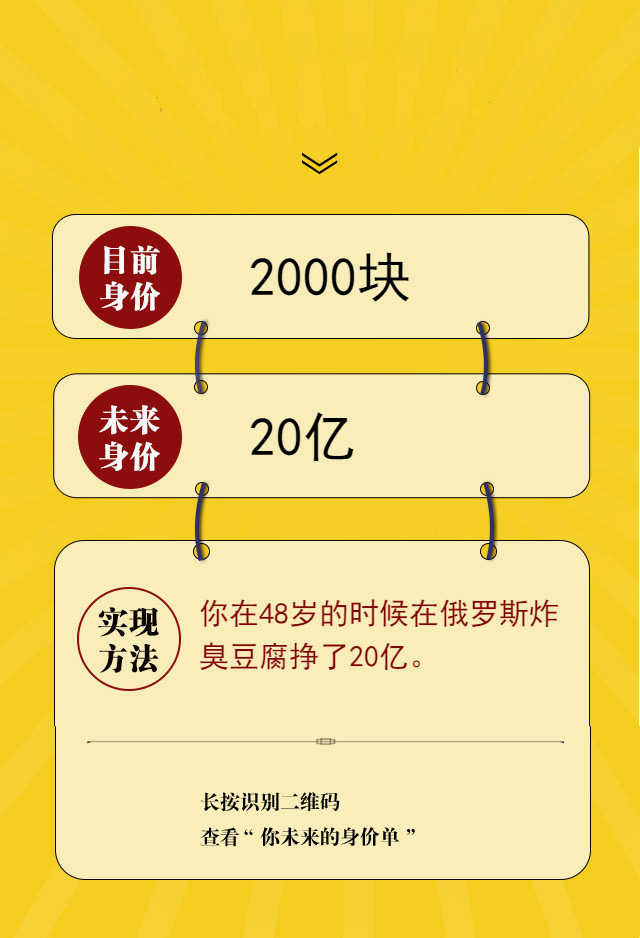 目前
身价
2000块
未来
身价
20亿
实现
方法
你在48岁的时候在俄罗斯炸
臭豆腐挣了20亿。
长按识别二维码
查看“你未来的身价单”